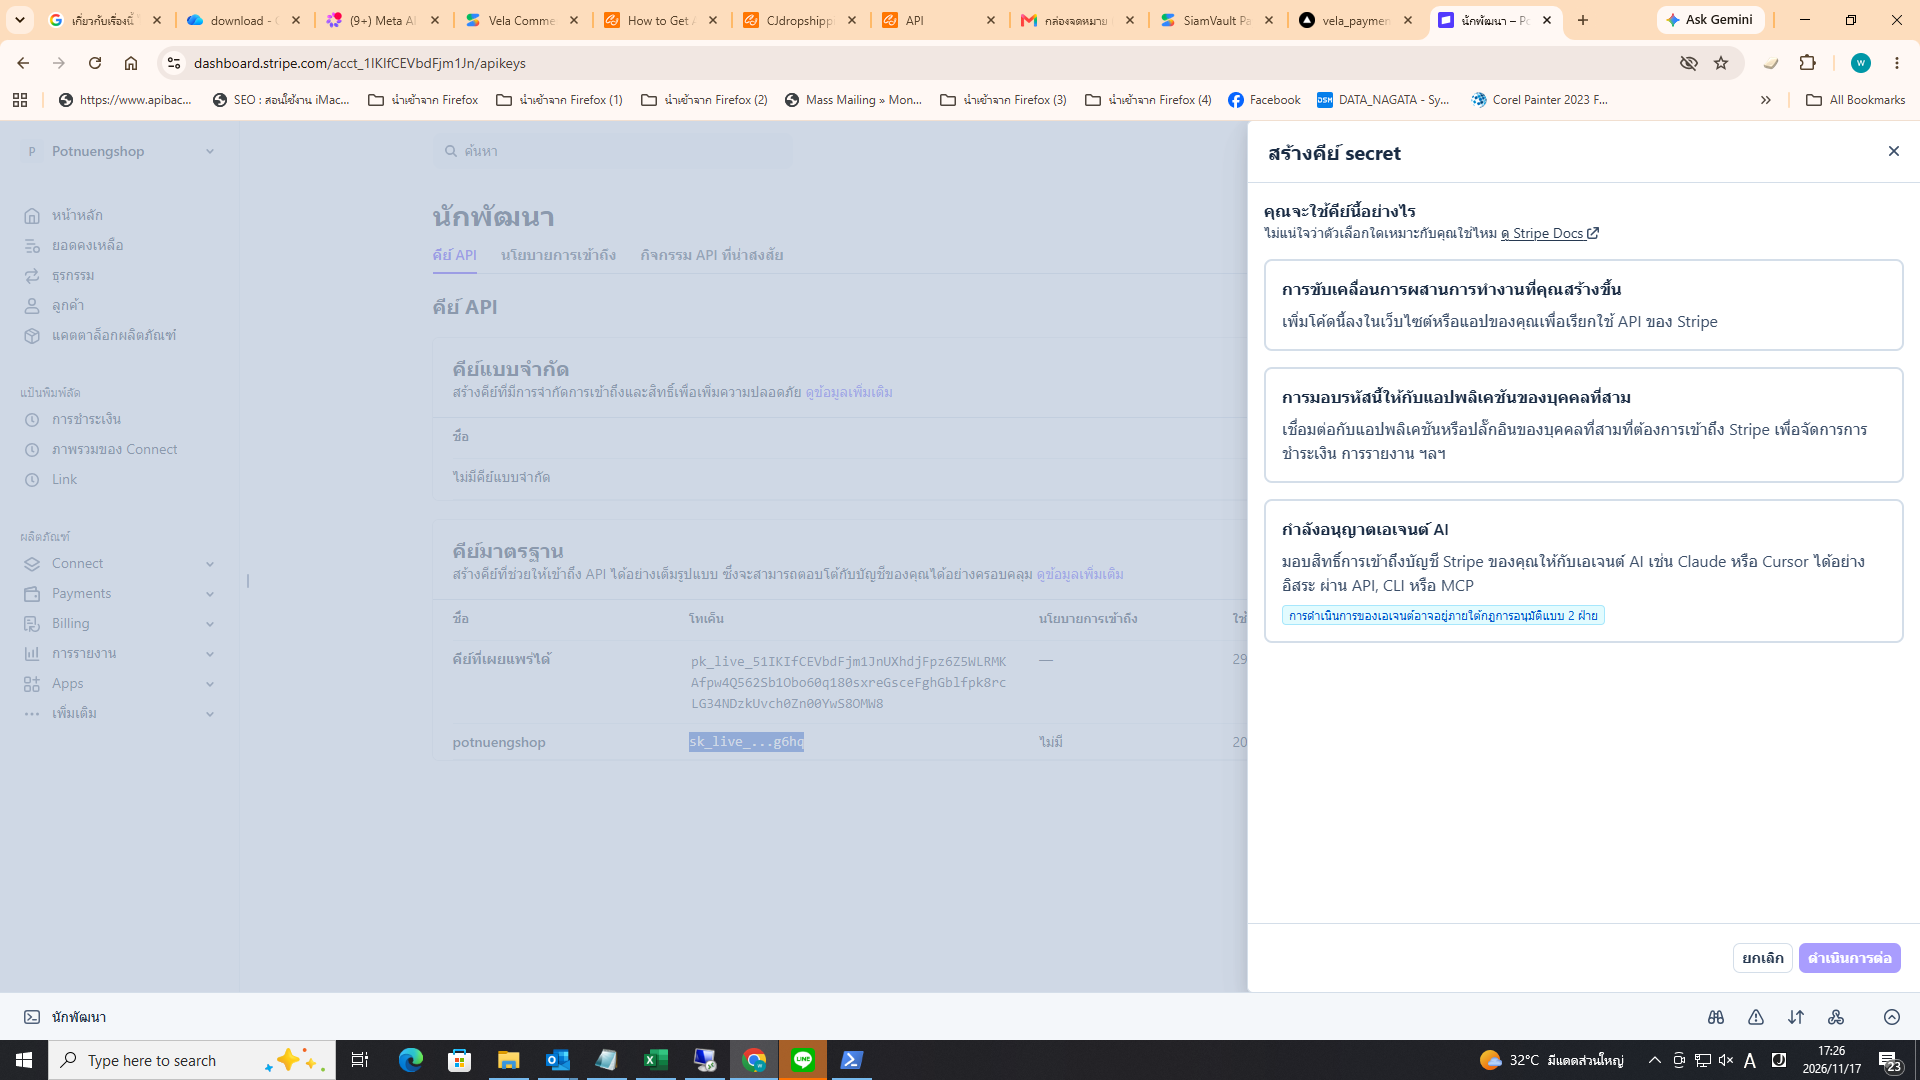 เกี่ยวกับเรื่องนี้
download - 
(9+) Meta AI
Vela Comme
How to Get 
CJdropshippi
API
กล่องจดหมาย
SiamVault Pa
vela_paymen
นักพัฒนา – Po
Ask Gemini
dashboard.stripe.com/acct_1IKIfCEVbdFjm1Jn/apikeys
W
https://www.apibac...
SEO : สอนใช้งาน iMac...
นำเข้าจาก Firefox
นำเข้าจาก Firefox (1)
นำเข้าจาก Firefox (2)
Mass Mailing » Mon...
นำเข้าจาก Firefox (3)
นำเข้าจาก Firefox (4)
Facebook
DSM DATA_NAGATA - Sy...
Corel Painter 2023 F...
All Bookmarks
P Potnuengshop
หน้าหลัก
ยอดคงเหลือ
ธุรกรรม
ลูกค้า
แคตตาล็อกผลิตภัณฑ์
แป้นพิมพ์ลัด
การชำระเงิน
ภาพรวมของ Connect
Link
ผลิตภัณฑ์
Connect
Payments
Billing
การรายงาน
Apps
เพิ่มเติม
ค้นหา
นักพัฒนา
คีย์ API
นโยบายการเข้าถึง
กิจกรรม API ที่น่าสงสัย
คีย์ API
คีย์แบบจำกัด
สร้างคีย์ที่มีการจำกัดการเข้าถึงและสิทธิ์เพื่อเพิ่มความปลอดภัย ดูข้อมูลเพิ่มเติม
ชื่อ
ไม่มีคีย์แบบจำกัด
คีย์มาตรฐาน
สร้างคีย์ที่ช่วยให้เข้าถึง API ได้อย่างเต็มรูปแบบ ซึ่งจะสามารถตอบโต้กับบัญชีของคุณได้อย่างครอบคลุม ดูข้อมูลเพิ่มเติม
ชื่อ โทเค็น นโยบายการเข้าถึง ใช้
คีย์ที่เผยแพร่ได้ pk_live_51IKIfCEVbdFjm1JnUXhdjFpz6Z5WLRMK — 29
Afpw4Q562Sb1Obo60q180sxreGsceFghGblfpk8rc
LG34NDzkUvch0Zn00YwS8OMW8
potnuengshop sk_live_...g6hq ไม่มี 20
สร้างคีย์ secret
คุณจะใช้คีย์นี้อย่างไร
ไม่แน่ใจว่าตัวเลือกใดเหมาะกับคุณใช่ไหม ดู Stripe Docs
การขับเคลื่อนการผสานการทำงานที่คุณสร้างขึ้น
เพิ่มโค้ดนี้ลงในเว็บไซต์หรือแอปของคุณเพื่อเรียกใช้ API ของ Stripe
การมอบรหัสนี้ให้กับแอปพลิเคชันของบุคคลที่สาม
เชื่อมต่อกับแอปพลิเคชันหรือปลั๊กอินของบุคคลที่สามที่ต้องการเข้าถึง Stripe เพื่อจัดการการ
ชำระเงิน การรายงาน ฯลฯ
กำลังอนุญาตเอเจนต์ AI
มอบสิทธิ์การเข้าถึงบัญชี Stripe ของคุณให้กับเอเจนต์ AI เช่น Claude หรือ Cursor ได้อย่าง
อิสระ ผ่าน API, CLI หรือ MCP
การดำเนินการของเอเจนต์อาจอยู่ภายใต้กฎการอนุมัติแบบ 2 ฝ่าย
ยกเลิก
ดำเนินการต่อ
นักพัฒนา
Type here to search
32°C มีแดดส่วนใหญ่
A
17:26
2026/11/17
23